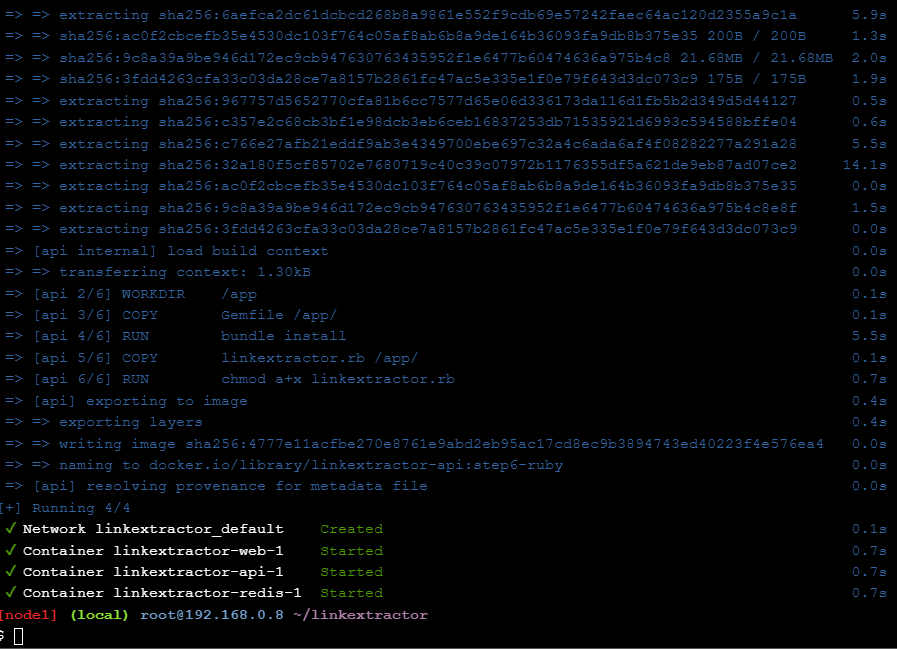 => => extracting sha256:6aefca2dc61dcbcd268b8a9861e552f9cdb69e57242faec64ac120d2355a9c1a 5.9s
=> => sha256:ac0f2cbcefb35e4530dc103f764c05af8ab6b8a9de164b36093fa9db8b375e35 200B / 200B 1.3s
=> => sha256:9c8a39a9be946d172ec9cb947630763435952f1e6477b60474636a975b4c8 21.68MB / 21.68MB 2.0s
=> => sha256:3fdd4263cfa33c03da28ce7a8157b2861fc47ac5e335e1f0e79f643d3dc073c9 175B / 175B 1.9s
=> => extracting sha256:967757d5652770cfa81b6cc7577d65e06d336173da116d1fb5b2d349d5d44127 0.5s
=> => extracting sha256:c357e2c68cb3bf1e98dcb3eb6ceb16837253db71535921d6993c594588bffe04 0.6s
=> => extracting sha256:c766e27afb21eddf9ab3e4349700ebe697c32a4c6ada6af4f08282277a291a28 5.5s
=> => extracting sha256:32a180f5cf85702e7680719c40c39c07972b1176355df5a621de9eb87ad07ce2 14.1s
=> => extracting sha256:ac0f2cbcefb35e4530dc103f764c05af8ab6b8a9de164b36093fa9db8b375e35 0.0s
=> => extracting sha256:9c8a39a9be946d172ec9cb947630763435952f1e6477b60474636a975b4c8e8f 1.5s
=> => extracting sha256:3fdd4263cfa33c03da28ce7a8157b2861fc47ac5e335e1f0e79f643d3dc073c9 0.0s
=> [api internal] load build context 0.0s
=> => transferring context: 1.30kB 0.0s
=> [api 2/6] WORKDIR /app 0.1s
=> [api 3/6] COPY Gemfile /app/ 0.1s
=> [api 4/6] RUN bundle install 5.5s
=> [api 5/6] COPY linkextractor.rb /app/ 0.1s
=> [api 6/6] RUN chmod a+x linkextractor.rb 0.7s
=> [api] exporting to image 0.4s
=> => exporting layers 0.4s
=> => writing image sha256:4777e11acfbe270e8761e9abd2eb95ac17cd8ec9b3894743ed40223f4e576ea4 0.0s
=> => naming to docker.io/library/linkextractor-api:step6-ruby 0.0s
=> => [api] resolving provenance for metadata file 0.0s
[+] Running 4/4
✓ Network linkextractor_default Created 0.1s
✓ Container linkextractor-web-1 Started 0.7s
✓ Container linkextractor-api-1 Started 0.7s
✓ Container linkextractor-redis-1 Started 0.7s
[node1] (local) root@192.168.0.8 ~/linkextractor
$